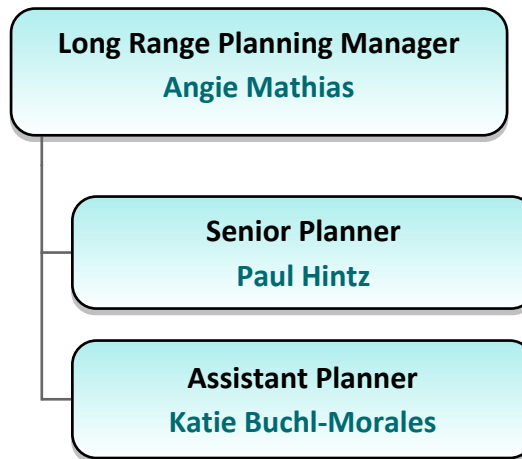 Long Range Planning Manager
Angie Mathias
Senior Planner
Paul Hintz
Assistant Planner
Katie Buchl-Morales